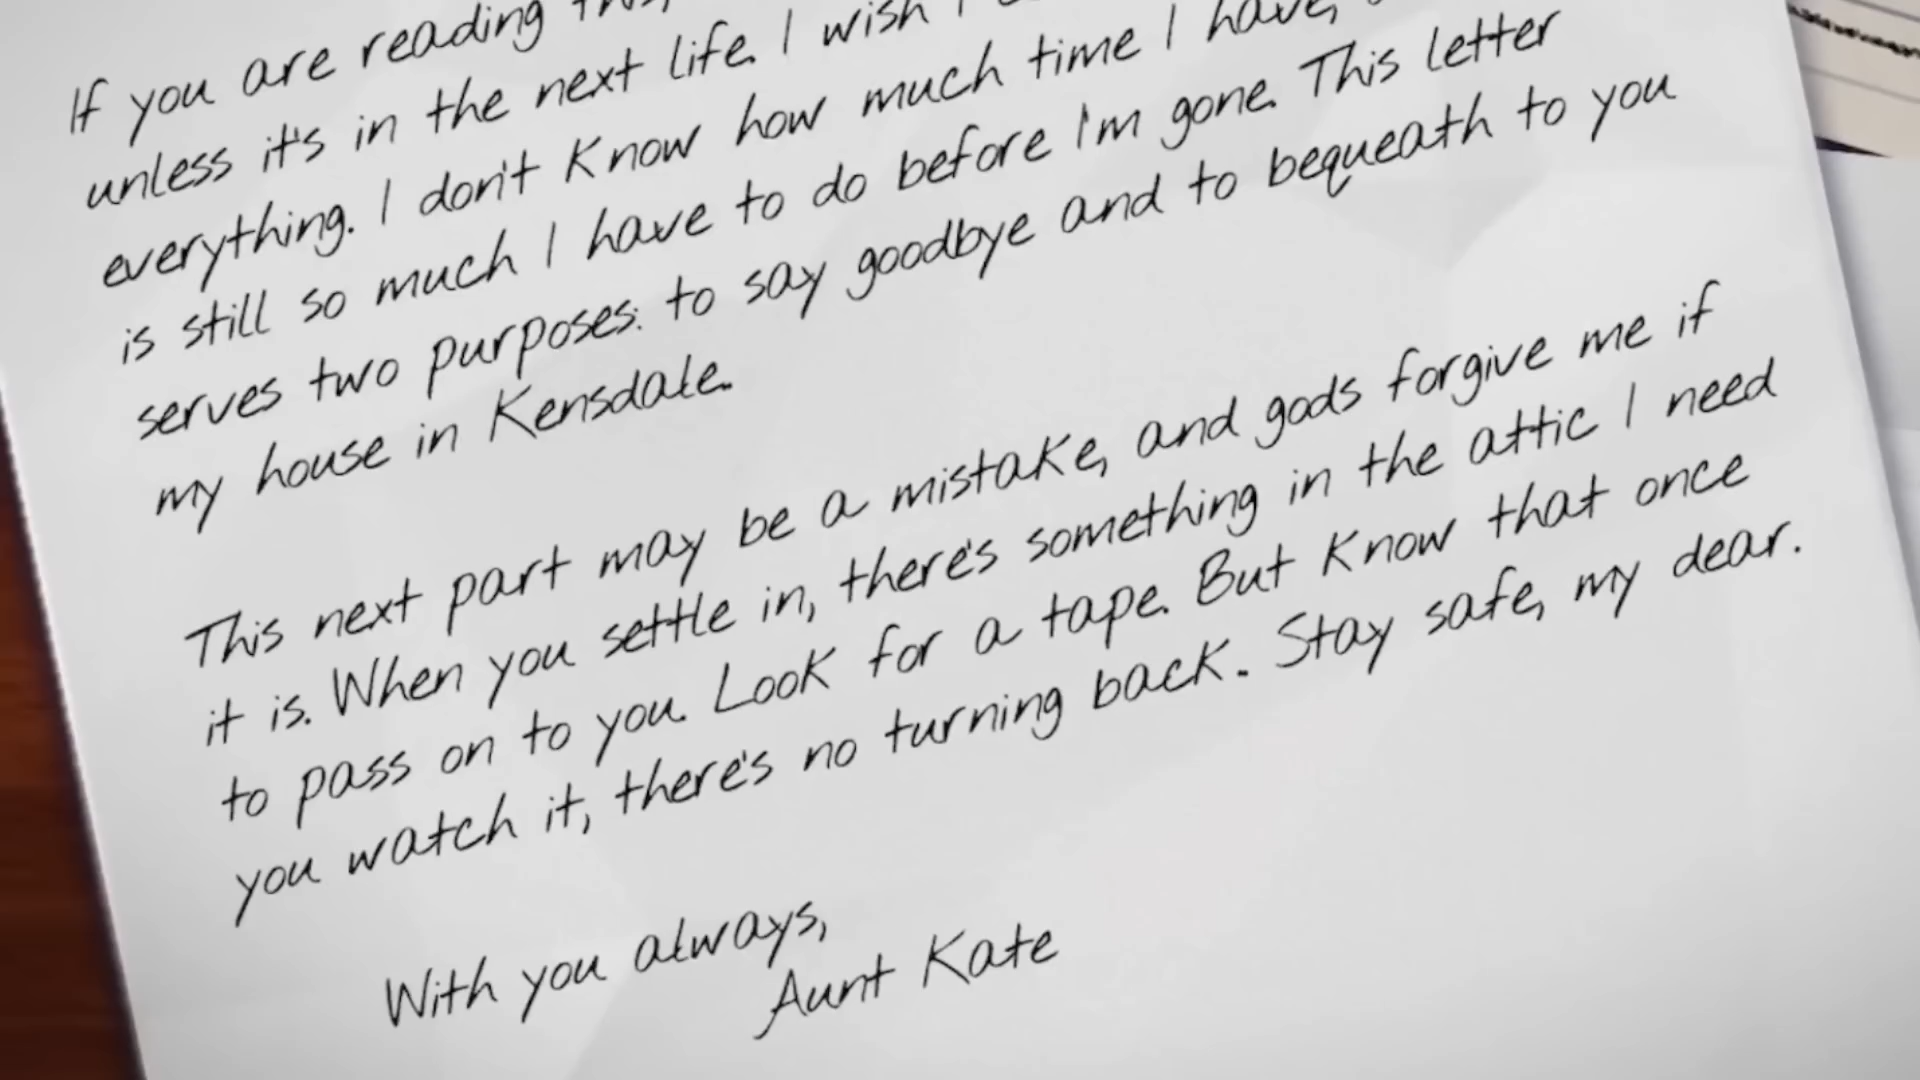 If you are reading this,
unless it's in the next life. I wish I
everything. I don't know how much time I have,
is still so much I have to do before I'm gone. This letter
serves two purposes: to say goodbye and to bequeath to you
my house in Kensdale.
This next part may be a mistake, and gods forgive me if
it is. When you settle in, there's something in the attic I need
to pass on to you. Look for a tape. But know that once
you watch it, there's no turning back. Stay safe, my dear.
With you always,
Aunt Kate